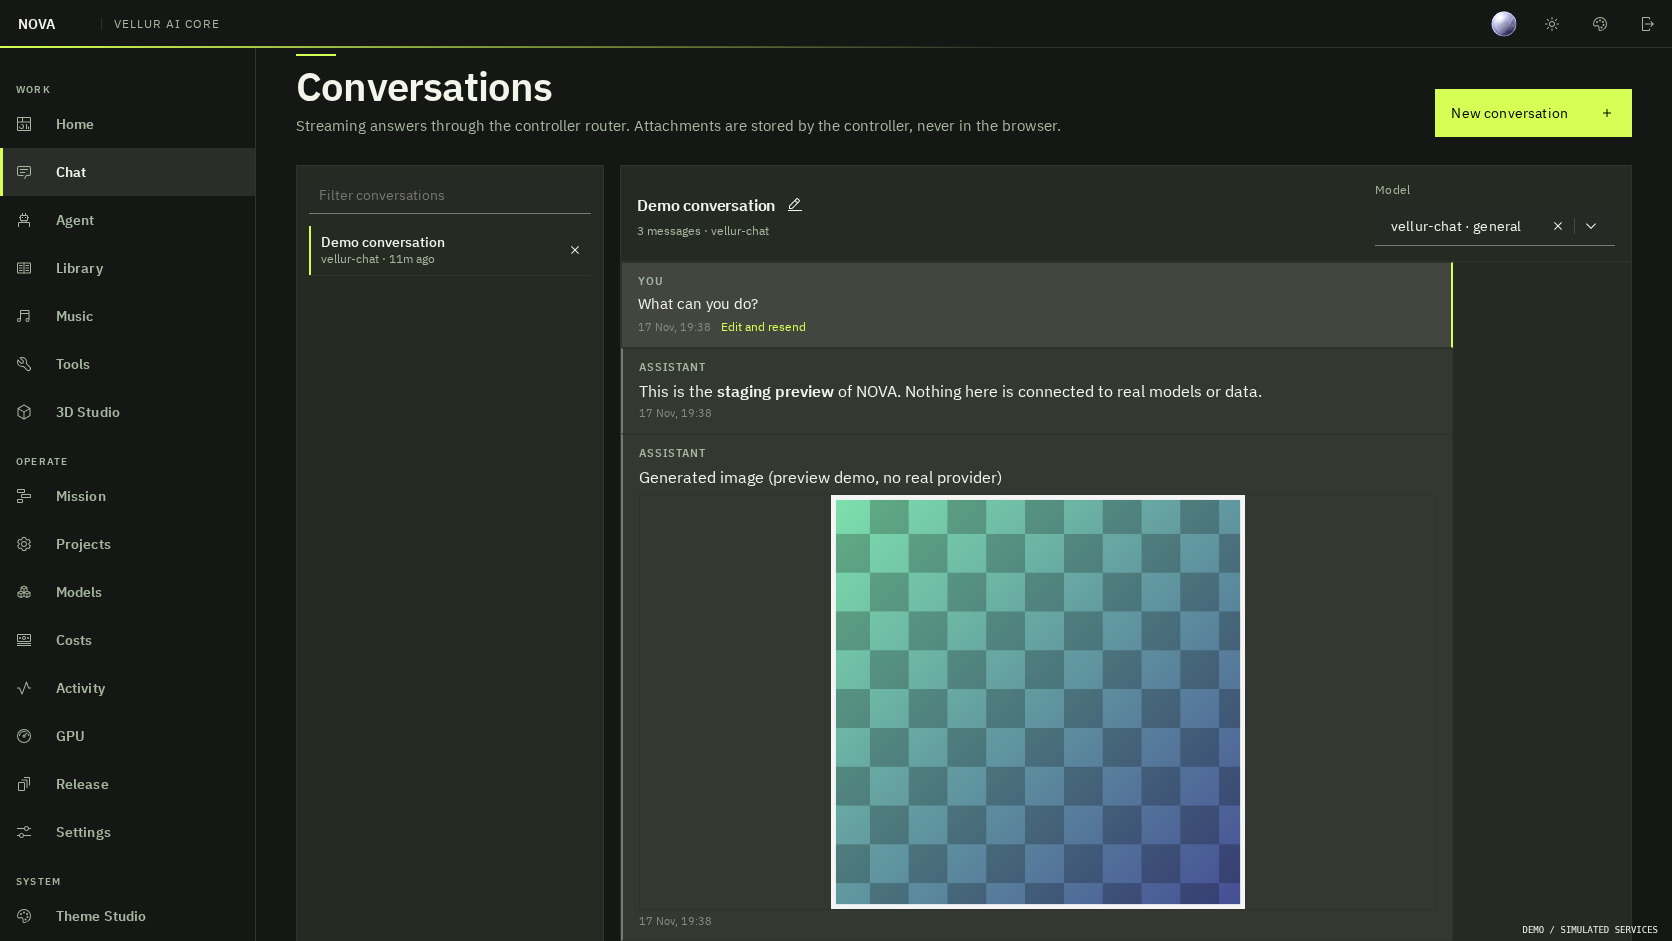 NOVA
VELLUR AI CORE
WORK
Home
Chat
Agent
Library
Music
Tools
3D Studio
OPERATE
Mission
Projects
Models
Costs
Activity
GPU
Release
Settings
SYSTEM
Theme Studio
Conversations
Streaming answers through the controller router. Attachments are stored by the controller, never in the browser.
New conversation
Filter conversations
Demo conversation
vellur-chat · 11m ago
Demo conversation
3 messages · vellur-chat
Model
vellur-chat · general
YOU
What can you do?
17 Nov, 19:38 Edit and resend
ASSISTANT
This is the staging preview of NOVA. Nothing here is connected to real models or data.
17 Nov, 19:38
ASSISTANT
Generated image (preview demo, no real provider)
17 Nov, 19:38
DEMO / SIMULATED SERVICES